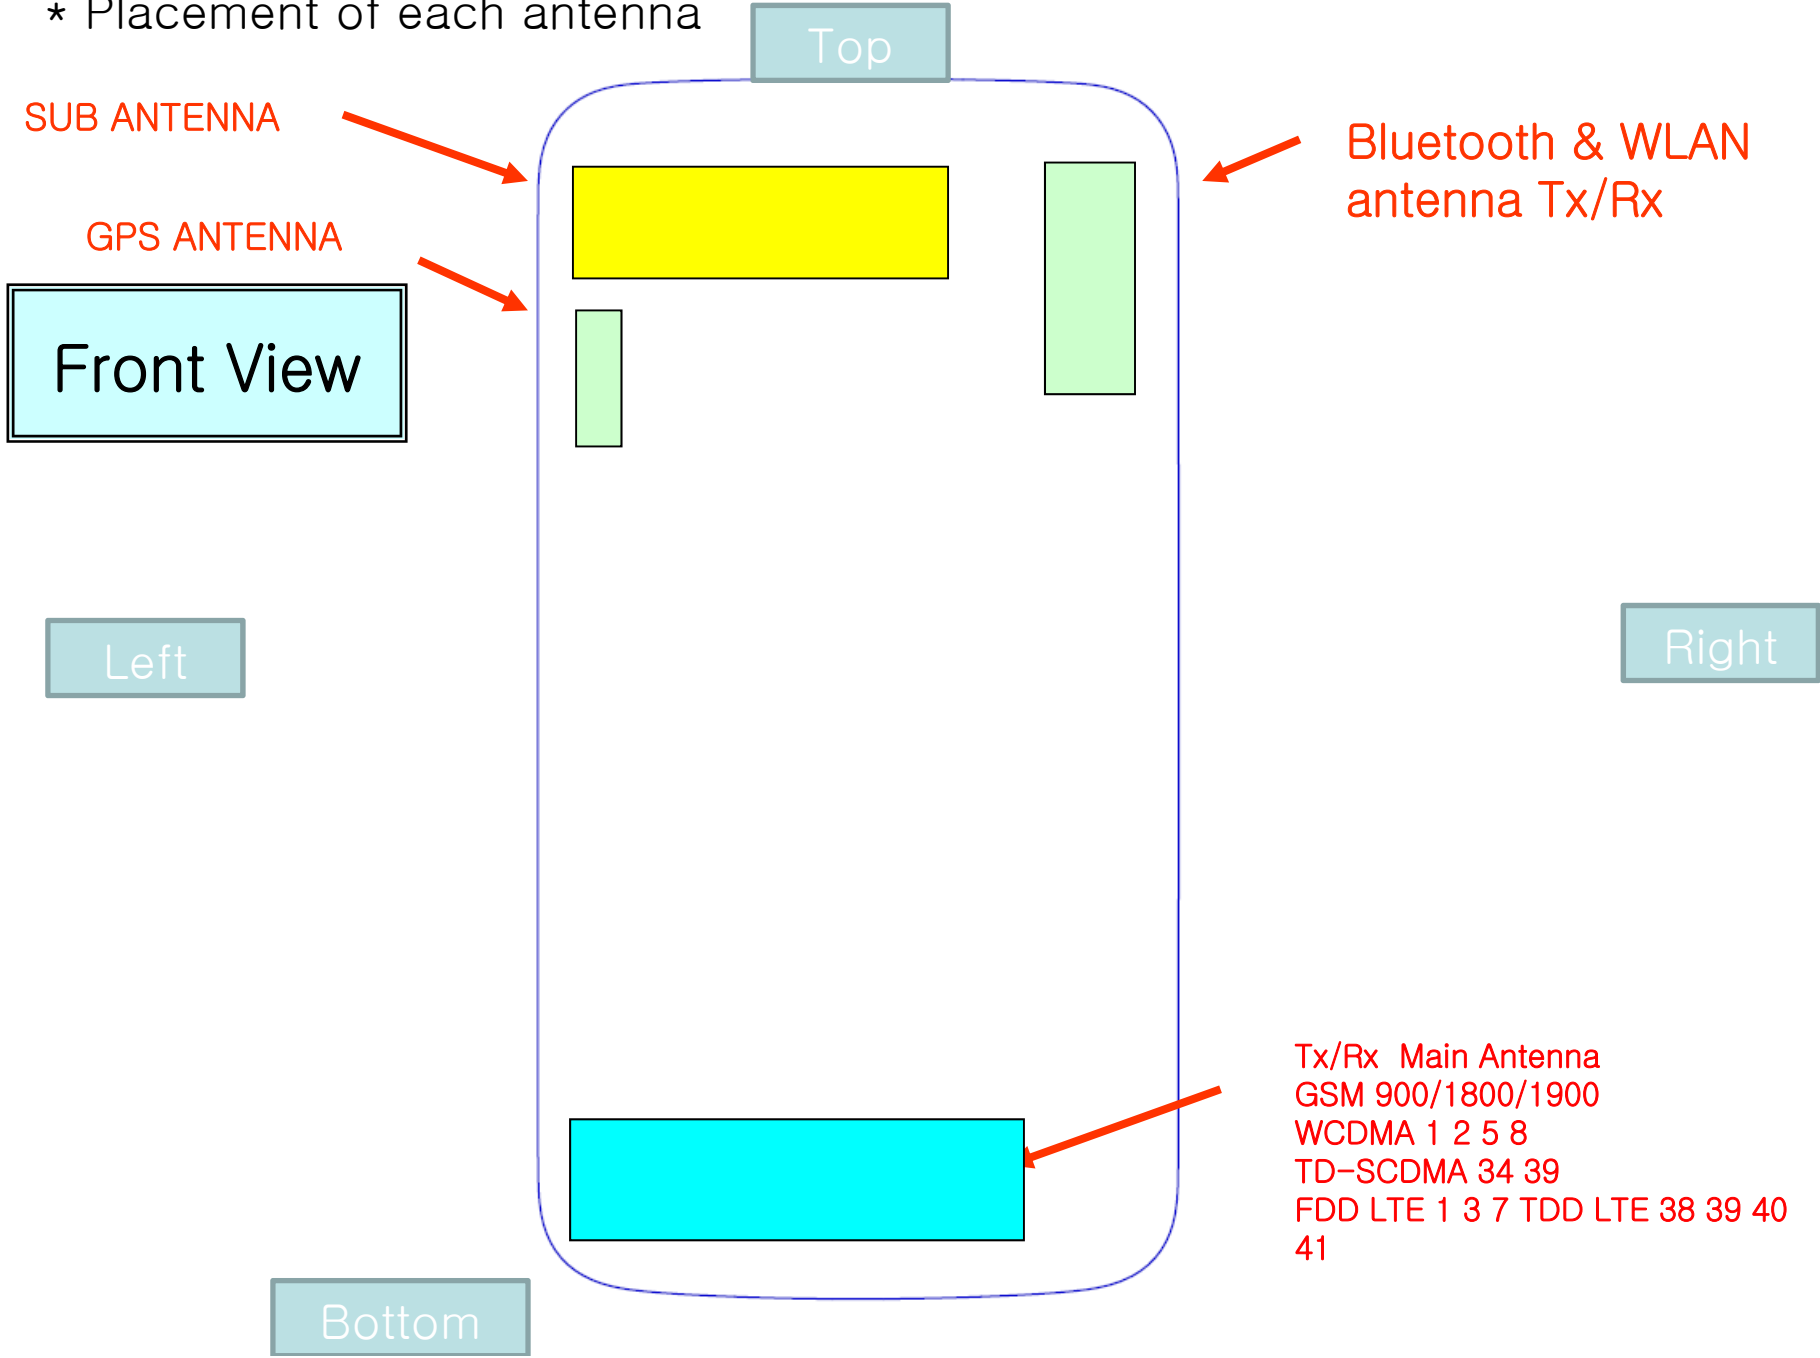 * Placement of each antenna
Top
SUB ANTENNA
Bluetooth & WLAN
antenna Tx/Rx
GPS ANTENNA
Front View
Left
Right
Tx/Rx  Main Antenna
GSM 900/1800/1900
WCDMA 1 2 5 8
TD-SCDMA 34 39
FDD LTE 1 3 7 TDD LTE 38 39 40
41
Bottom